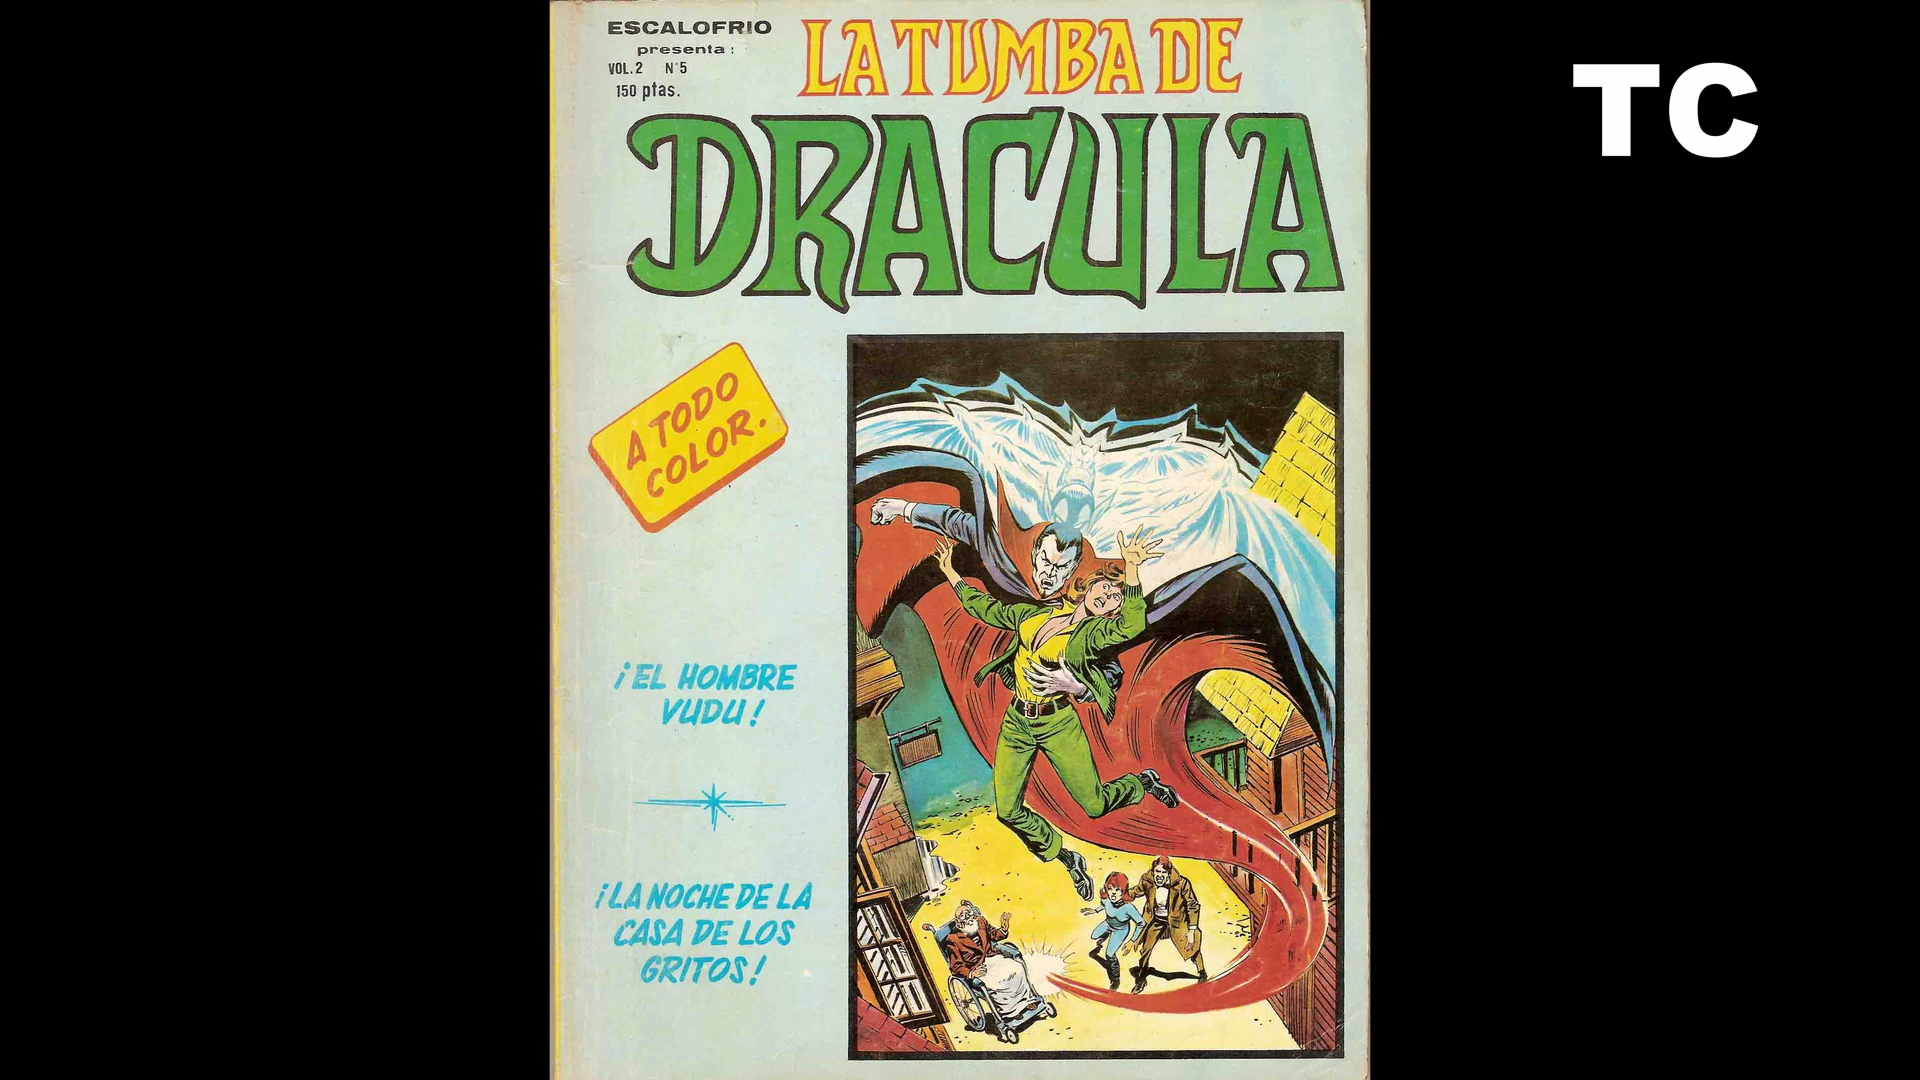 ESCALOFRIO
presenta :
VOL.2 Nº5
150 ptas.
LA TUMBA DE
DRACULA
TC
A TODO
COLOR.
¡EL HOMBRE
VUDU!
¡LA NOCHE DE LA
CASA DE LOS
GRITOS!